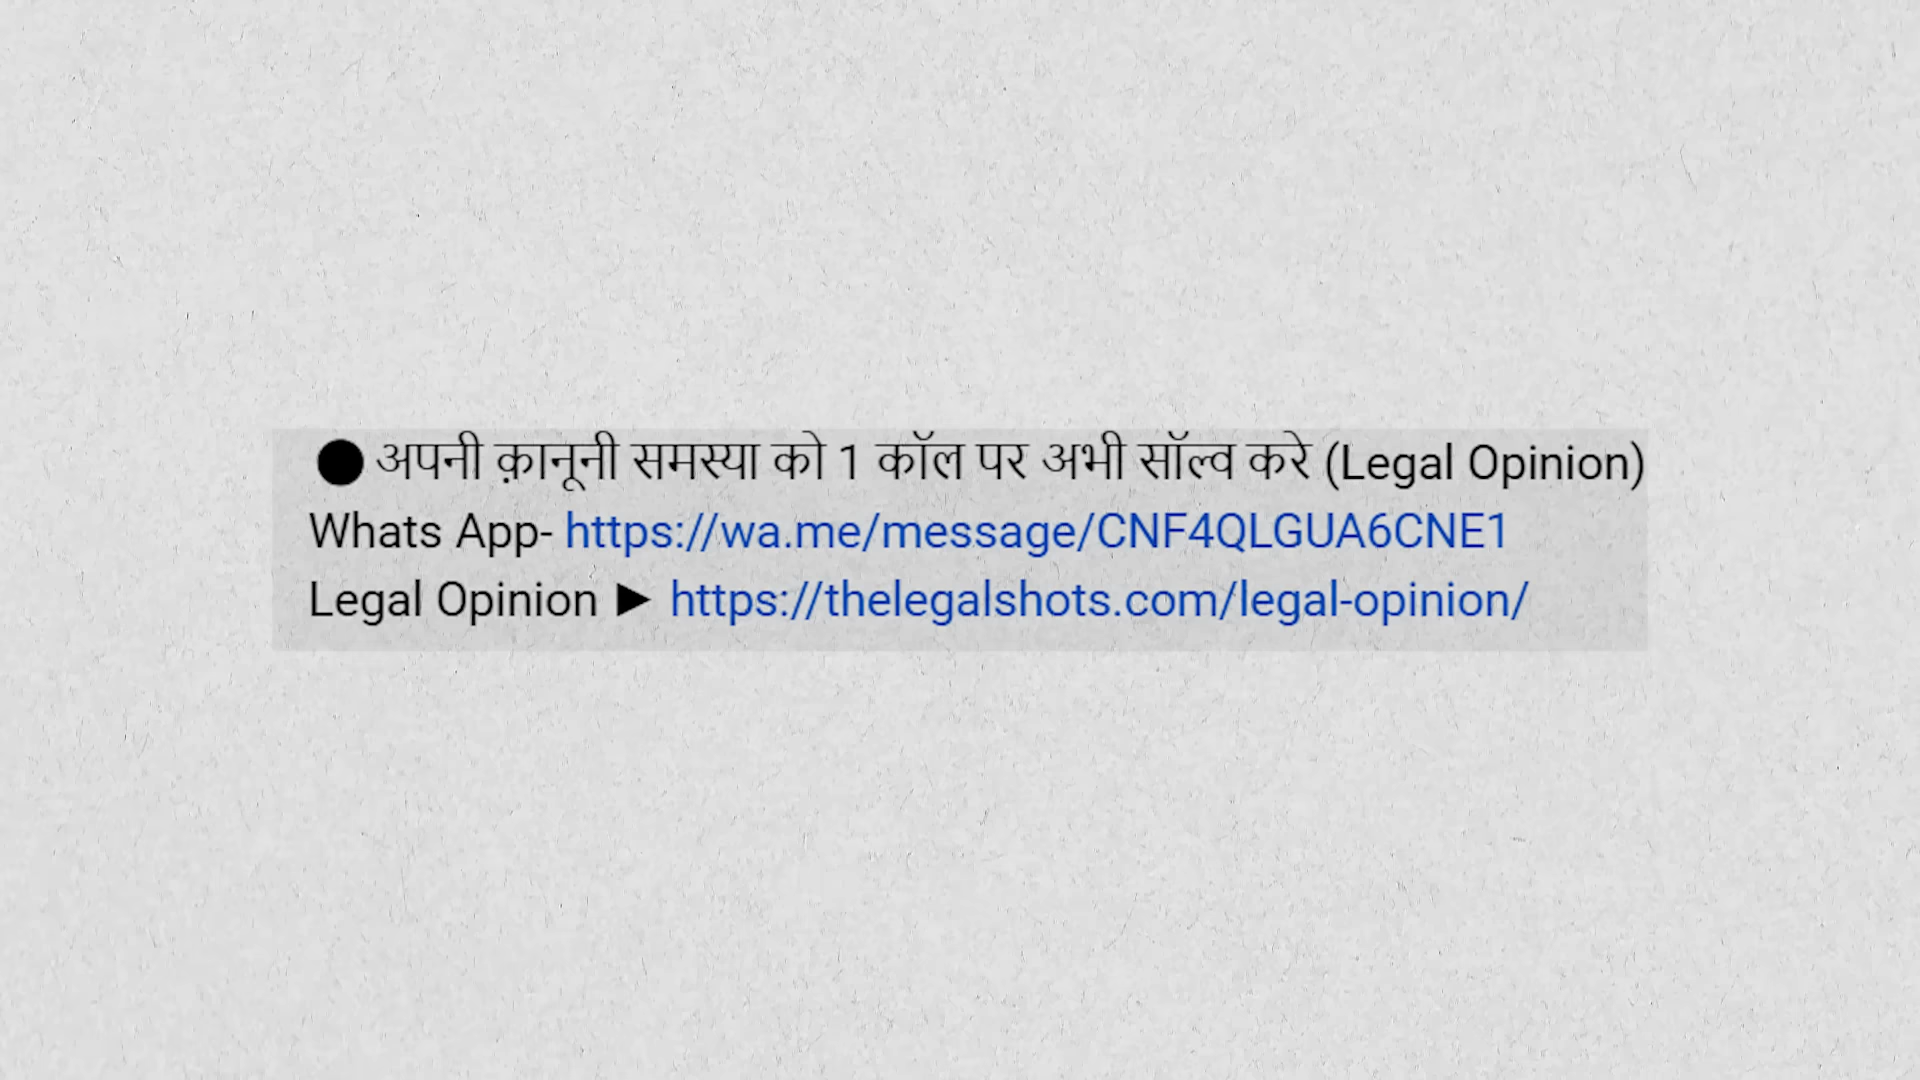 ● अपनी क़ानूनी समस्या को 1 कॉल पर अभी सॉल्व करे (Legal Opinion)
Whats App- https://wa.me/message/CNF4QLGUA6CNE1
Legal Opinion ► https://thelegalshots.com/legal-opinion/